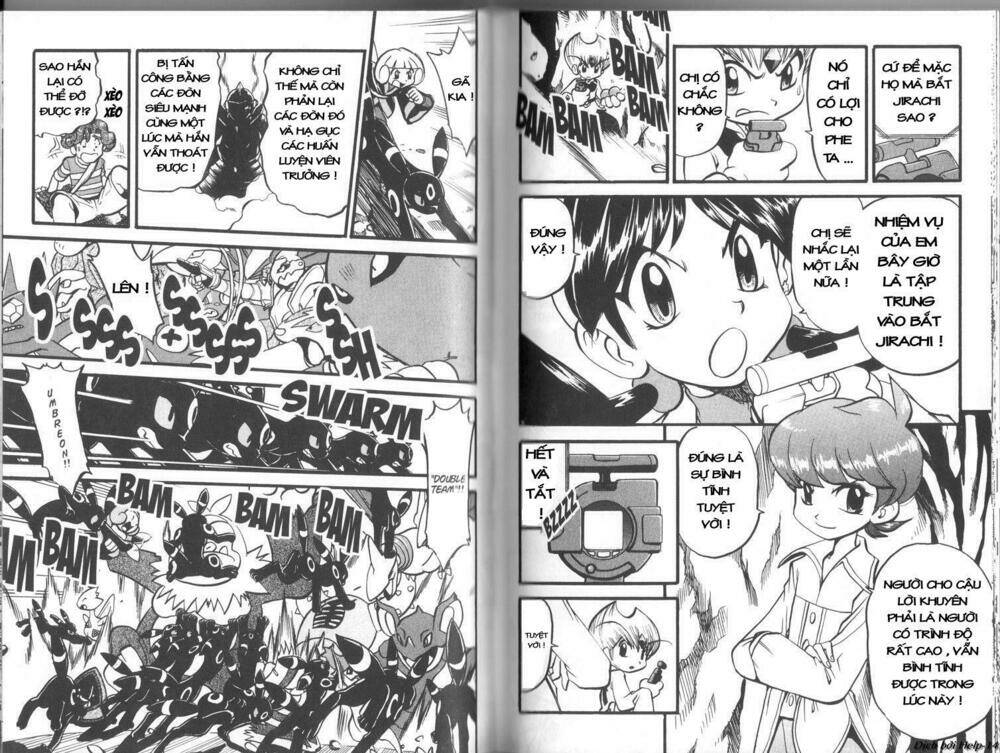 CỨ ĐỂ MẶC
HỌ MÀ BẮT
JIRACHI
SAO ?
NÓ
CHỈ
CÓ LỢI
CHO
PHE
TA ...
CHỊ CÓ
CHẮC
KHÔNG
?
BAM
BAM
BAM
BAM
BAM
NHIỆM VỤ
CỦA EM
BÂY GIỜ
LÀ TẬP
TRUNG
VÀO BẮT
JIRACHI !
CHỊ SẼ
NHẮC LẠI
MỘT LẦN
NỮA !
ĐÚNG
VẬY !
ĐÚNG LÀ
SỰ BÌNH
TĨNH
TUYỆT
VỜI !
HẾT
VÀ
TẮT
!
BZZZZ
NGƯỜI CHO CẬU
LỜI KHUYÊN
PHẢI LÀ NGƯỜI
CÓ TRÌNH ĐỘ
RẤT CAO , VẪN
BÌNH TĨNH
ĐƯỢC TRONG
LÚC NÀY !
TUYỆT
VỜI !
Dịch bởi Help-
GÃ
KIA !
KHÔNG CHỈ
THẾ MÀ CÒN
PHẢN LẠI
CÁC ĐÒN
ĐÓ VÀ HẠ
GỤC CÁC
HUẤN
LUYỆN VIÊN
TRƯỞNG !
BỊ TẤN
CÔNG BẰNG
CÁC ĐÒN
SIÊU MẠNH
CÙNG MỘT
LÚC MÀ HẮN
VẪN THOÁT
ĐƯỢC !
SAO HẮN
LẠI CÓ
THỂ ĐỠ
ĐƯỢC ?!?
XÈO
XÈO
LÊN !
SSSS
+SSSSSS
SSSH
SWARM
UMBREON!!
"DOUBLE
TEAM"!!
BAM
BAM
BAM
BAM
AM